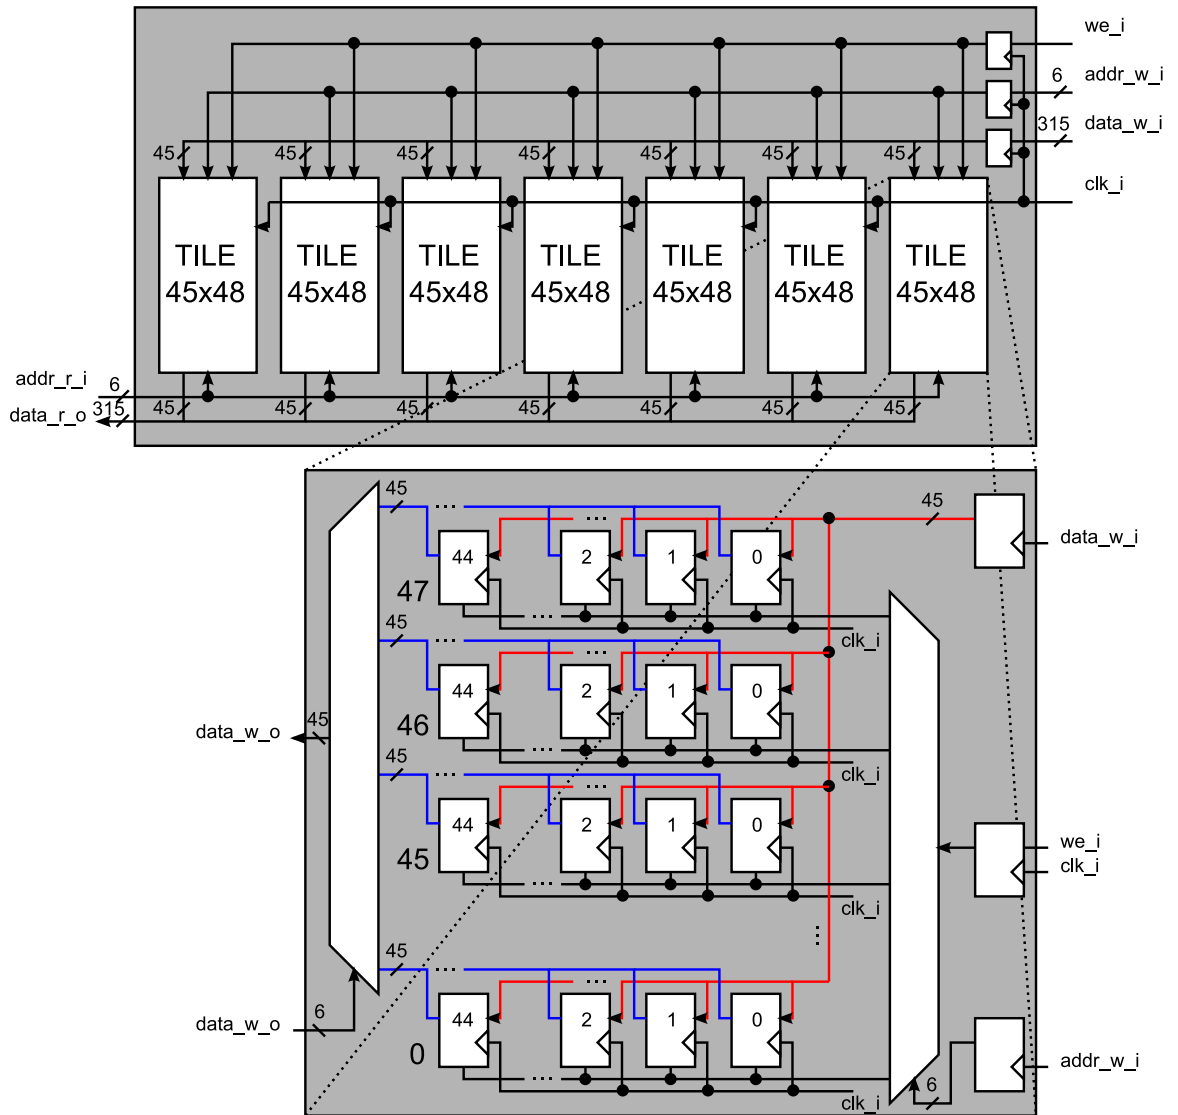 we_i
6
addr_w_i
315
data_w_i
45 45 45 45 45 45 45
clk_i
TILE TILE TILE TILE TILE TILE TILE
45x48 45x48 45x48 45x48 45x48 45x48 45x48
addr_r_i 6
data_r_o 315
45 45 45 45 45 45 45
45 ... 45
...
data_w_i
44 2 1 0
47
...
clk_i
45 ...
...
44 2 1 0
46
data_w_o 45
...
clk_i
45 ...
...
44 2 1 0
we_i
45
clk_i
...
clk_i
...
45 ...
...
data_w_o 6
44 2 1 0
0
addr_w_i
...
6
clk_i